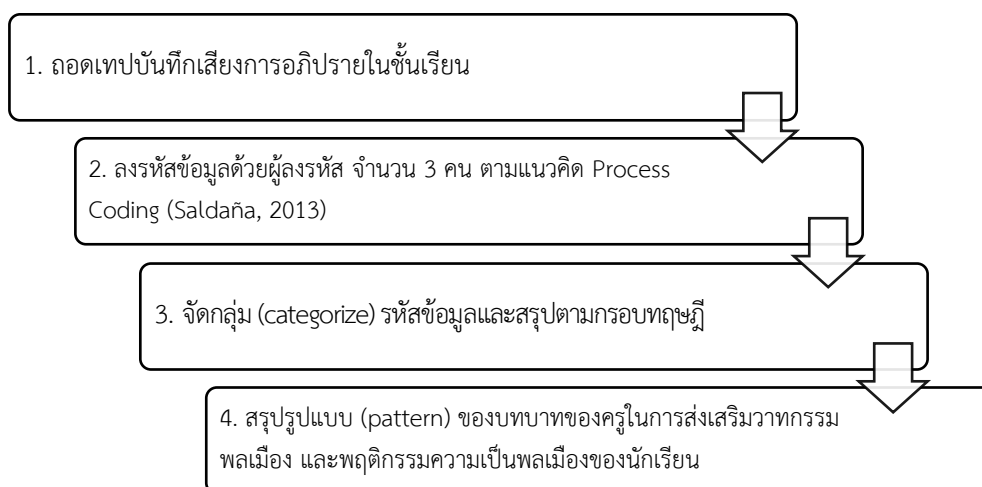 1. ถอดเทปบันทึกเสียงการอภิปรายในชั้นเรียน
2. ลงรหัสข้อมูลด้วยผู้ลงรหัส จำนวน 3 คน ตามแนวคิด Process
Coding (Saldaña, 2013)
3. จัดกลุ่ม (categorize) รหัสข้อมูลและสรุปตามกรอบทฤษฎี
4. สรุปรูปแบบ (pattern) ของบทบาทของครูในการส่งเสริมวาทกรรม
พลเมือง และพฤติกรรมความเป็นพลเมืองของนักเรียน